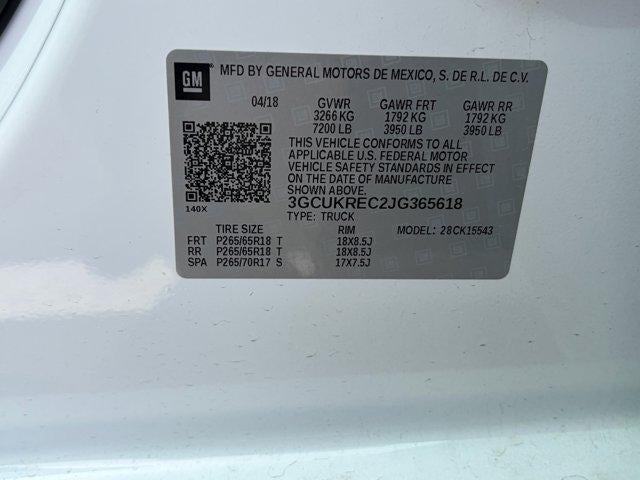 GM MFD BY GENERAL MOTORS DE MEXICO, S. DE R.L. DE C.V.
04/18 GVWR GAWR FRT GAWR RR
3266 KG 1792 KG 1792 KG
7200 LB 3950 LB 3950 LB
THIS VEHICLE CONFORMS TO ALL
APPLICABLE U.S. FEDERAL MOTOR
VEHICLE SAFETY STANDARDS IN EFFECT
ON THE DATE OF MANUFACTURE
SHOWN ABOVE.
140X 3GCUKREC2JG365618
TYPE: TRUCK MODEL: 28CK15543
TIRE SIZE RIM
FRT P265/65R18 T 18X8.5J
RR P265/65R18 T 18X8.5J
SPA P265/70R17 S 17X7.5J